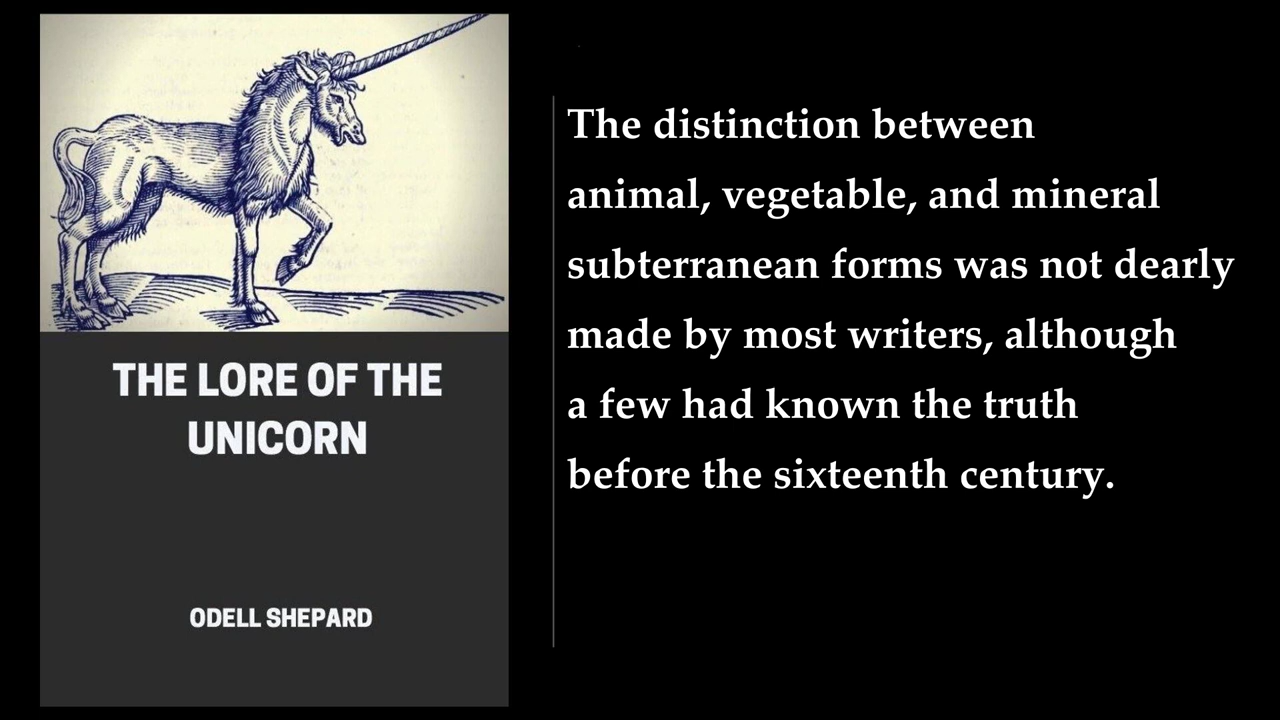 THE LORE OF THE
UNICORN
ODELL SHEPARD
The distinction between
animal, vegetable, and mineral
subterranean forms was not dearly
made by most writers, although
a few had known the truth
before the sixteenth century.